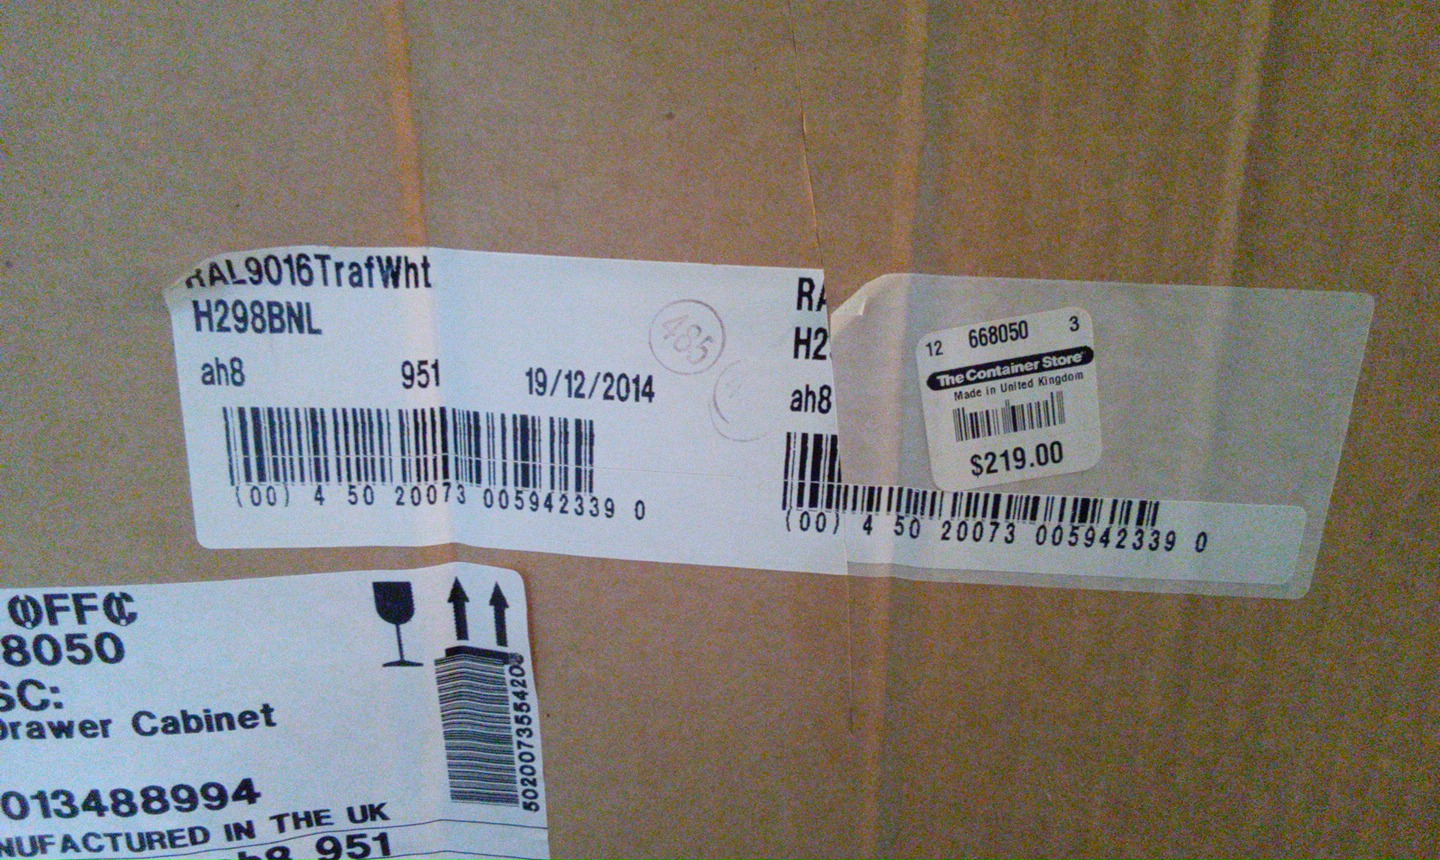 RAL9016TrafWht
H298BNL
ah8 951 19/12/2014
(00) 4 50 20073 005942339 0
485
RA
H2
ah8
(00) 4 50 20073 005942339 0
12 668050 3
The Container Store
Made in United Kingdom
$219.00
8050
SC:
Drawer Cabinet
013488994
NUFACTURED IN THE UK
ah8 951